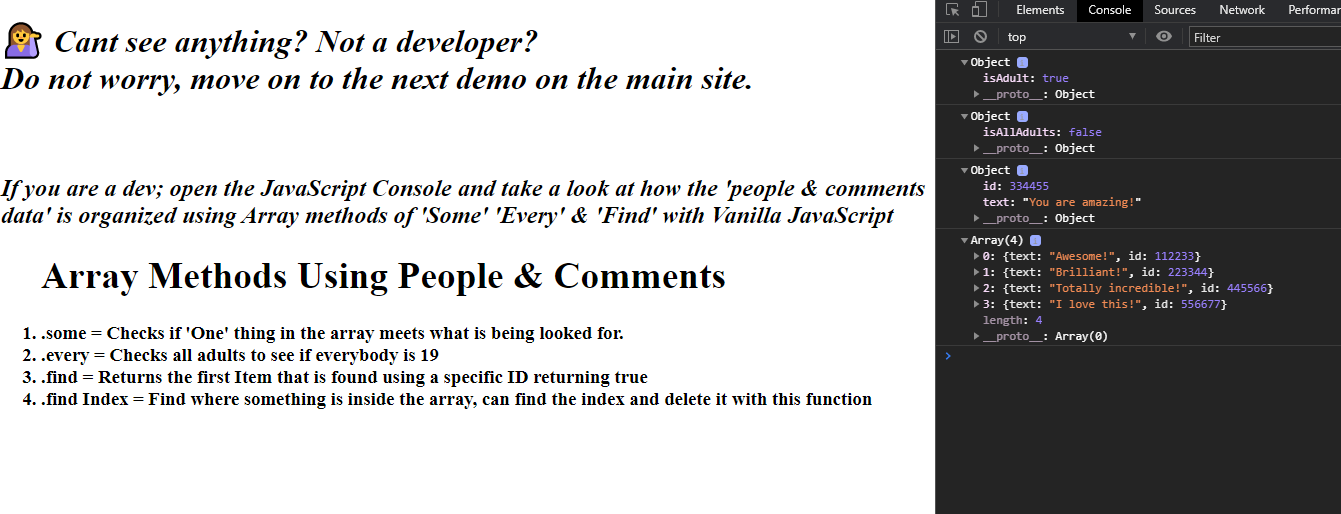 Cant see anything? Not a developer?
Do not worry, move on to the next demo on the main site.
If you are a dev; open the JavaScript Console and take a look at how the 'people & comments
data' is organized using Array methods of 'Some' 'Every' & 'Find' with Vanilla JavaScript
Array Methods Using People & Comments
1. .some = Checks if 'One' thing in the array meets what is being looked for.
2. .every = Checks all adults to see if everybody is 19
3. .find = Returns the first Item that is found using a specific ID returning true
4. .find Index = Find where something is inside the array, can find the index and delete it with this function
Elements Console Sources Network Performan
top Filter
Object
isAdult: true
__proto__: Object
Object
isAllAdults: false
__proto__: Object
Object
id: 334455
text: "You are amazing!"
__proto__: Object
Array(4)
0: {text: "Awesome!", id: 112233}
1: {text: "Brilliant!", id: 223344}
2: {text: "Totally incredible!", id: 445566}
3: {text: "I love this!", id: 556677}
length: 4
__proto__: Array(0)